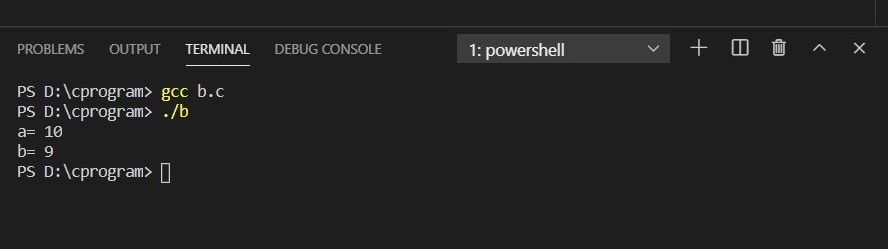 PROBLEMS OUTPUT TERMINAL DEBUG CONSOLE 1: powershell
PS D:\cprogram> gcc b.c
PS D:\cprogram> ./b
a= 10
b= 9
PS D:\cprogram>